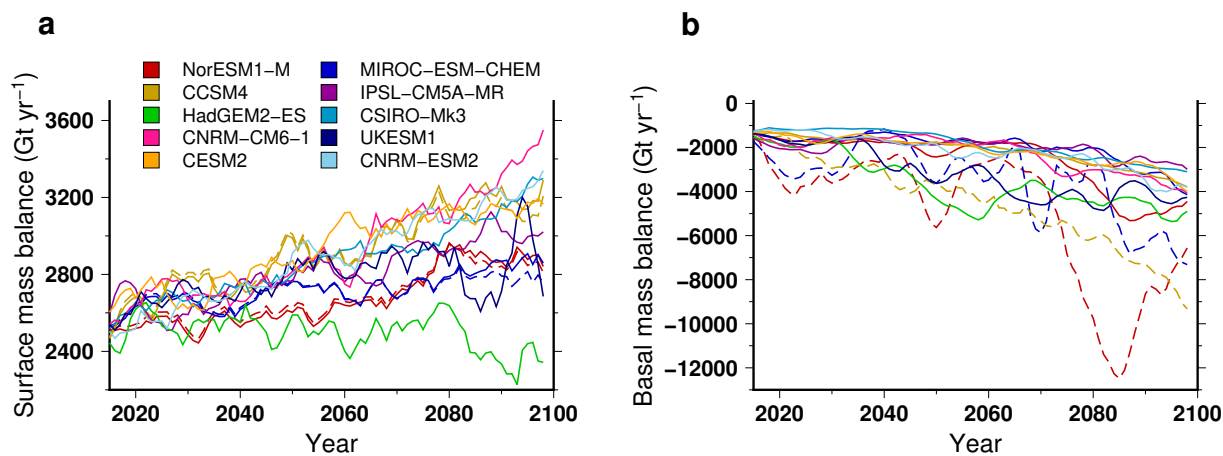 a
NorESM1−M
CCSM4
HadGEM2−ES
CNRM−CM6−1
CESM2
MIROC−ESM−CHEM
IPSL−CM5A−MR
CSIRO−Mk3
UKESM1
CNRM−ESM2
Surface mass balance (Gt yr⁻¹)
3600
3200
2800
2400
2020 2040 2060 2080 2100
Year
b
Basal mass balance (Gt yr⁻¹)
0
−2000
−4000
−6000
−8000
−10000
−12000
2020 2040 2060 2080 2100
Year